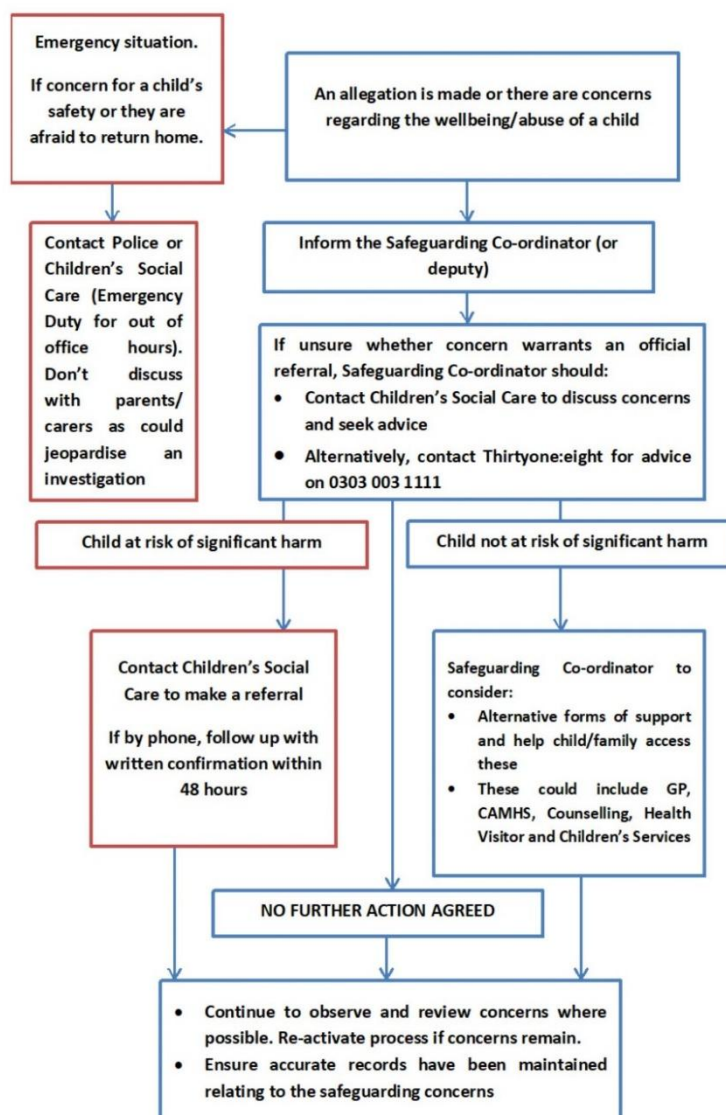 Emergency situation.
If concern for a child's
safety or they are
afraid to return home.
An allegation is made or there are concerns
regarding the wellbeing/abuse of a child
Contact Police or
Children's Social
Care (Emergency
Duty for out of
office hours).
Don't discuss
with parents/
carers as could
jeopardise an
investigation
Inform the Safeguarding Co-ordinator (or
deputy)
If unsure whether concern warrants an official
referral, Safeguarding Co-ordinator should:
• Contact Children's Social Care to discuss concerns
and seek advice
• Alternatively, contact Thirtyone:eight for advice
on 0303 003 1111
Child at risk of significant harm
Child not at risk of significant harm
Contact Children's Social
Care to make a referral
If by phone, follow up with
written confirmation within
48 hours
Safeguarding Co-ordinator to
consider:
• Alternative forms of support
and help child/family access
these
• These could include GP,
CAMHS, Counselling, Health
Visitor and Children's Services
NO FURTHER ACTION AGREED
• Continue to observe and review concerns where
possible. Re-activate process if concerns remain.
• Ensure accurate records have been maintained
relating to the safeguarding concerns